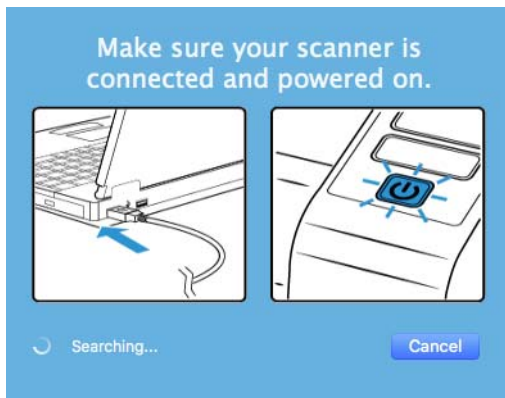 Make sure your scanner is
connected and powered on.
Searching...
Cancel